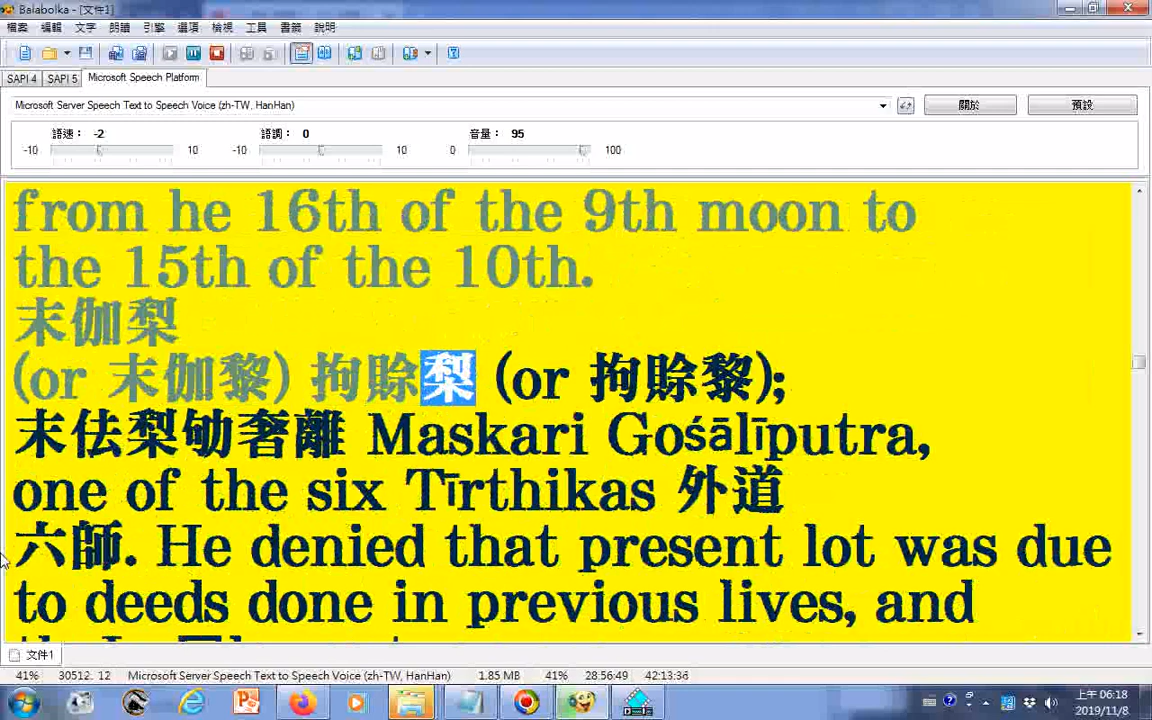 Balabolka - [文件1]
檔案 編輯 文字 朗讀 引擎 選項 檢視 工具 書籤 說明
SAPI 4 SAPI 5 Microsoft Speech Platform
Microsoft Server Speech Text to Speech Voice (zh-TW, HanHan) 關於 預設
語速： -2 語調： 0 音量： 95
-10 10 -10 10 0 100
from he 16th of the 9th moon to
the 15th of the 10th.
末伽梨
(or 末伽黎) 拘賒梨 (or 拘賒黎);
末佉梨劬奢離 Maskari Gośālīputra,
one of the six Tīrthikas 外道
六師. He denied that present lot was due
to deeds done in previous lives, and
文件1
41% 30512, 12 Microsoft Server Speech Text to Speech Voice (zh-TW, HanHan) 1.85 MB 41% 28:56:49 42:13:36
上午 06:18
2019/11/8